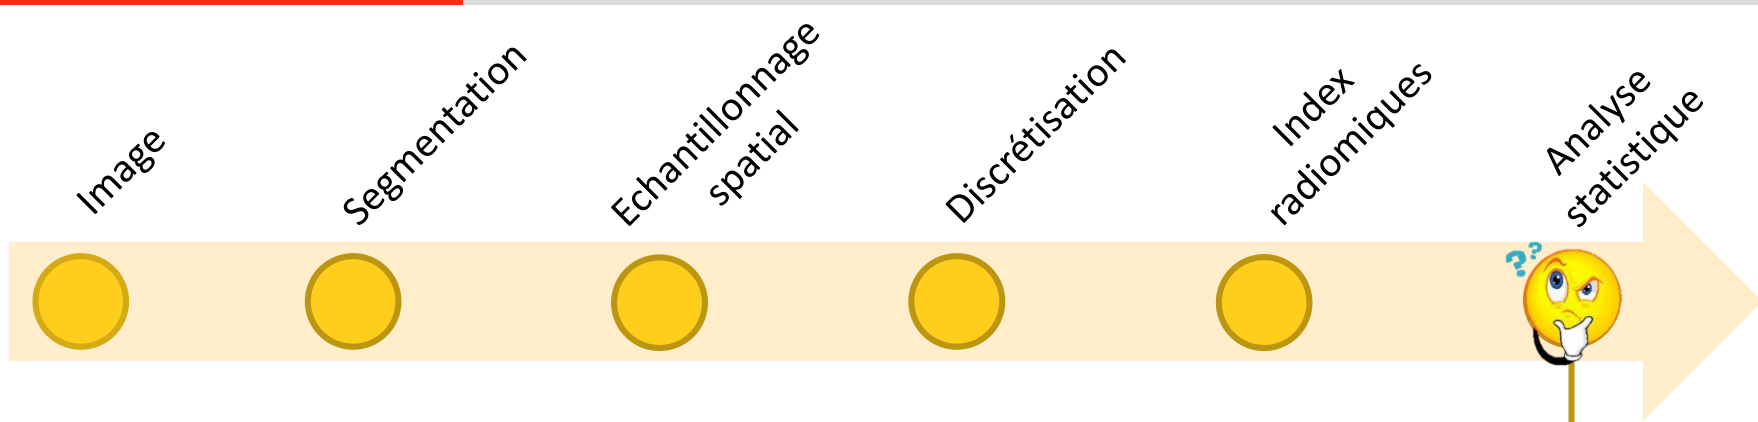 Image
Segmentation
Echantillonnage
spatial
Discrétisation
Index
radiomiques
Analyse
statistique
??